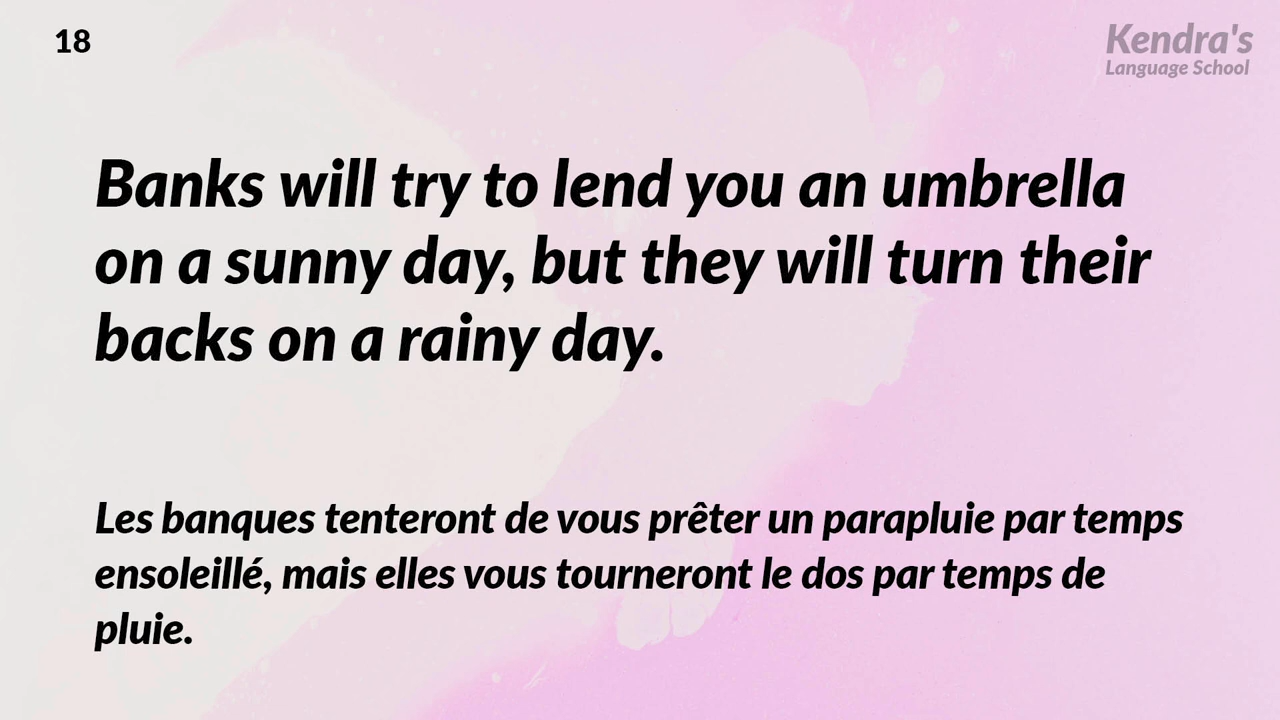 18
Kendra's
Language School
Banks will try to lend you an umbrella
on a sunny day, but they will turn their
backs on a rainy day.
Les banques tenteront de vous prêter un parapluie par temps
ensoleillé, mais elles vous tourneront le dos par temps de
pluie.